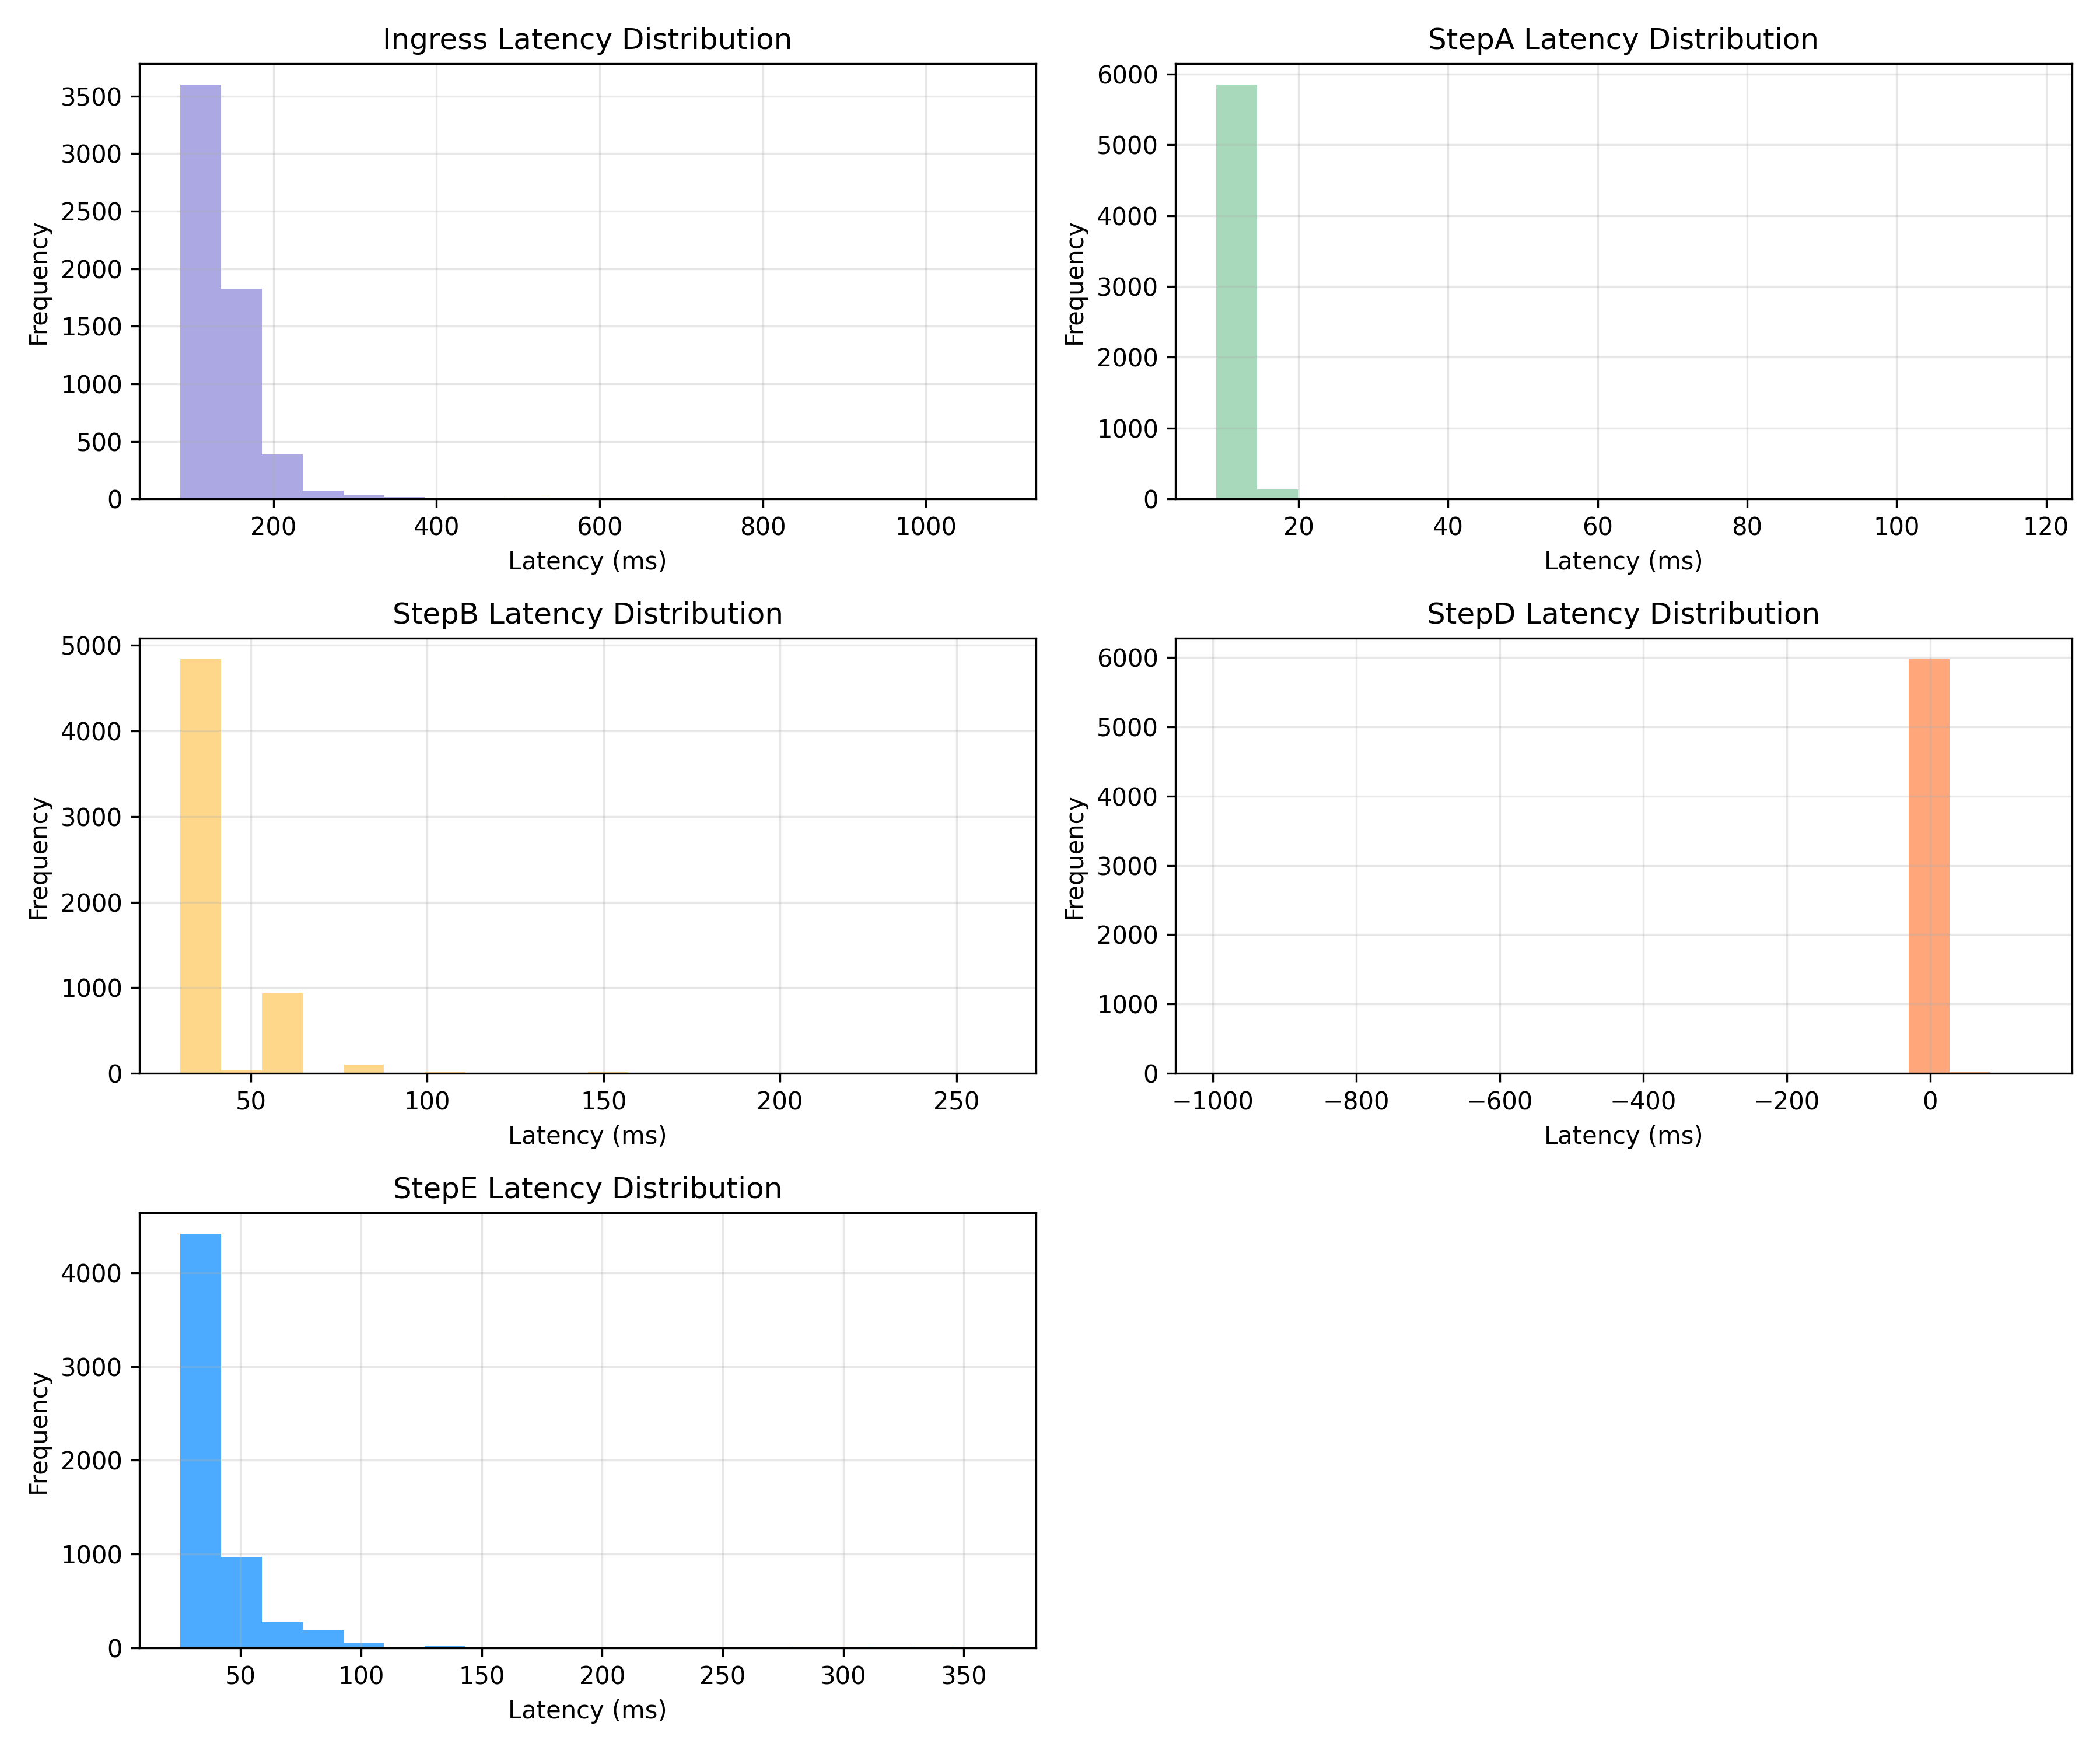 Ingress Latency Distribution
Frequency
3500
3000
2500
2000
1500
1000
500
0
200 400 600 800 1000
Latency (ms)
StepA Latency Distribution
Frequency
6000
5000
4000
3000
2000
1000
0
20 40 60 80 100 120
Latency (ms)
StepB Latency Distribution
Frequency
5000
4000
3000
2000
1000
0
50 100 150 200 250
Latency (ms)
StepD Latency Distribution
Frequency
6000
5000
4000
3000
2000
1000
0
−1000 −800 −600 −400 −200 0
Latency (ms)
StepE Latency Distribution
Frequency
4000
3000
2000
1000
0
50 100 150 200 250 300 350
Latency (ms)